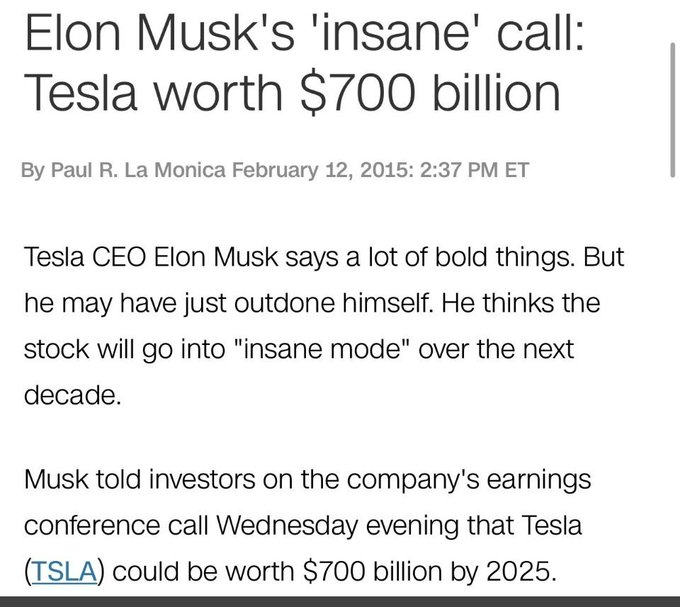 Elon Musk's 'insane' call:
Tesla worth $700 billion
By Paul R. La Monica February 12, 2015: 2:37 PM ET
Tesla CEO Elon Musk says a lot of bold things. But
he may have just outdone himself. He thinks the
stock will go into "insane mode" over the next
decade.
Musk told investors on the company's earnings
conference call Wednesday evening that Tesla
(TSLA) could be worth $700 billion by 2025.